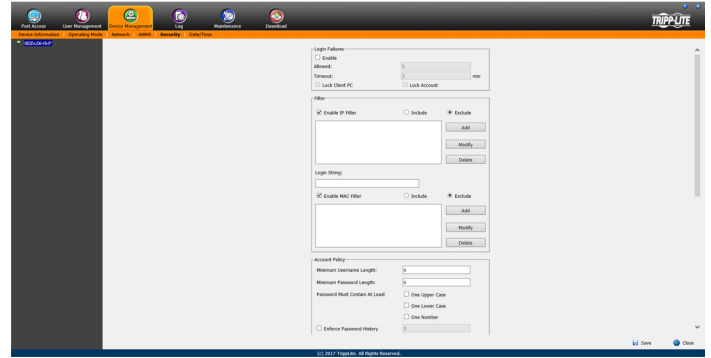 TRIPP·LITE
Port Access User Management Device Management Log Maintenance Download
Device Information Operating Mode Network ANMS Security Date/Time
Login Failures
Enable
Allowed:
Timeout: min
Lock Client PC Lock Account
Filter
Enable IP Filter Include Exclude
Add
Modify
Delete
Login String:
Enable MAC Filter Include Exclude
Add
Modify
Delete
Account Policy
Minimum Username Length: 6
Minimum Password Length: 6
Password Must Contain At Least One Upper Case
One Lower Case
One Number
Enforce Password History
Save Close
(c) 2017 TrippLite. All Rights Reserved.